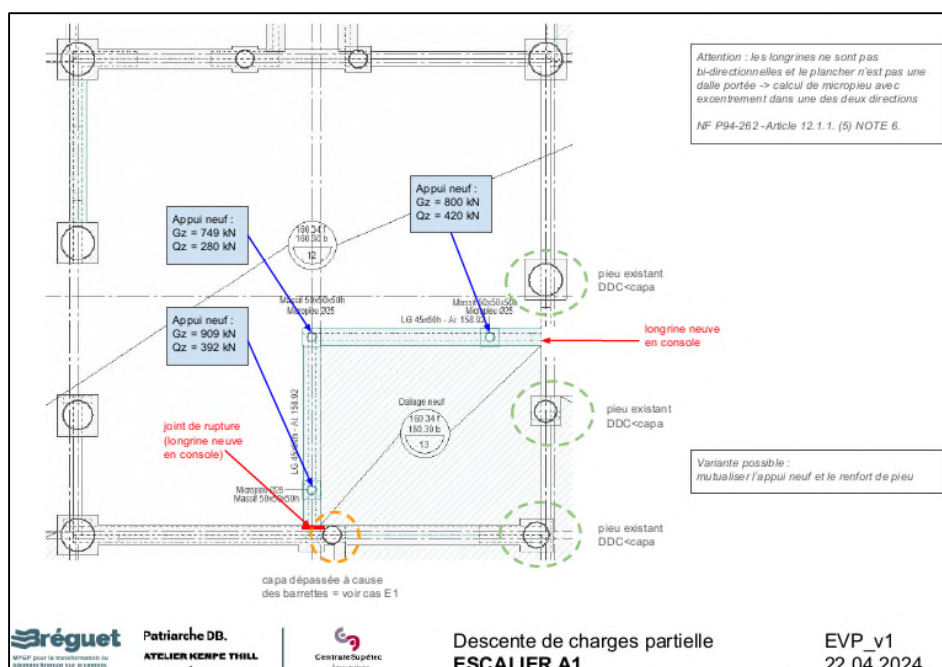 Attention : les longrines ne sont pas
bi-directionnelles et le plancher n'est pas une
dalle portée -> calcul de micropieu avec
excentrement dans une des deux directions
NF P94-262 -Article 12.1.1. (5) NOTE 6.
Appui neuf :
Gz = 800 kN
Qz = 420 kN
Appui neuf :
Gz = 749 kN
Qz = 280 kN
12
pieu existant
DDC<capa
Massif 50x50x50h
Micropieu Ø25
Massif 50x50x50h
Micropieu Ø25
LG 45x60h - Ar. 158.92
Appui neuf :
Gz = 909 kN
Qz = 392 kN
longrine neuve
en console
Dallage neuf
160.34 f
13
pieu existant
DDC<capa
joint de rupture
(longrine neuve
en console)
LG 45x60h - Ar. 158.92
Variante possible :
mutualiser l'appui neuf et le renfort de pieu
Micropieu Ø25
Massif 50x50x50h
pieu existant
DDC<capa
capa dépassée à cause
des barrettes = voir cas E1
Bréguet
Patriarche DB.
ATELIER KEMPE THILL
CentraleSupélec
Descente de charges partielle
ESCALIER A1
EVP_v1
22.04.2024